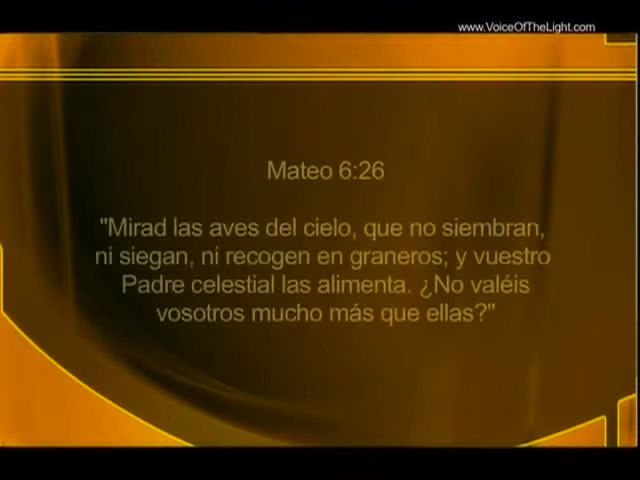 www.VoiceOfTheLight.com
Mateo 6:26
"Mirad las aves del cielo, que no siembran,
ni siegan, ni recogen en graneros; y vuestro
Padre celestial las alimenta. ¿No valéis
vosotros mucho más que ellas?"